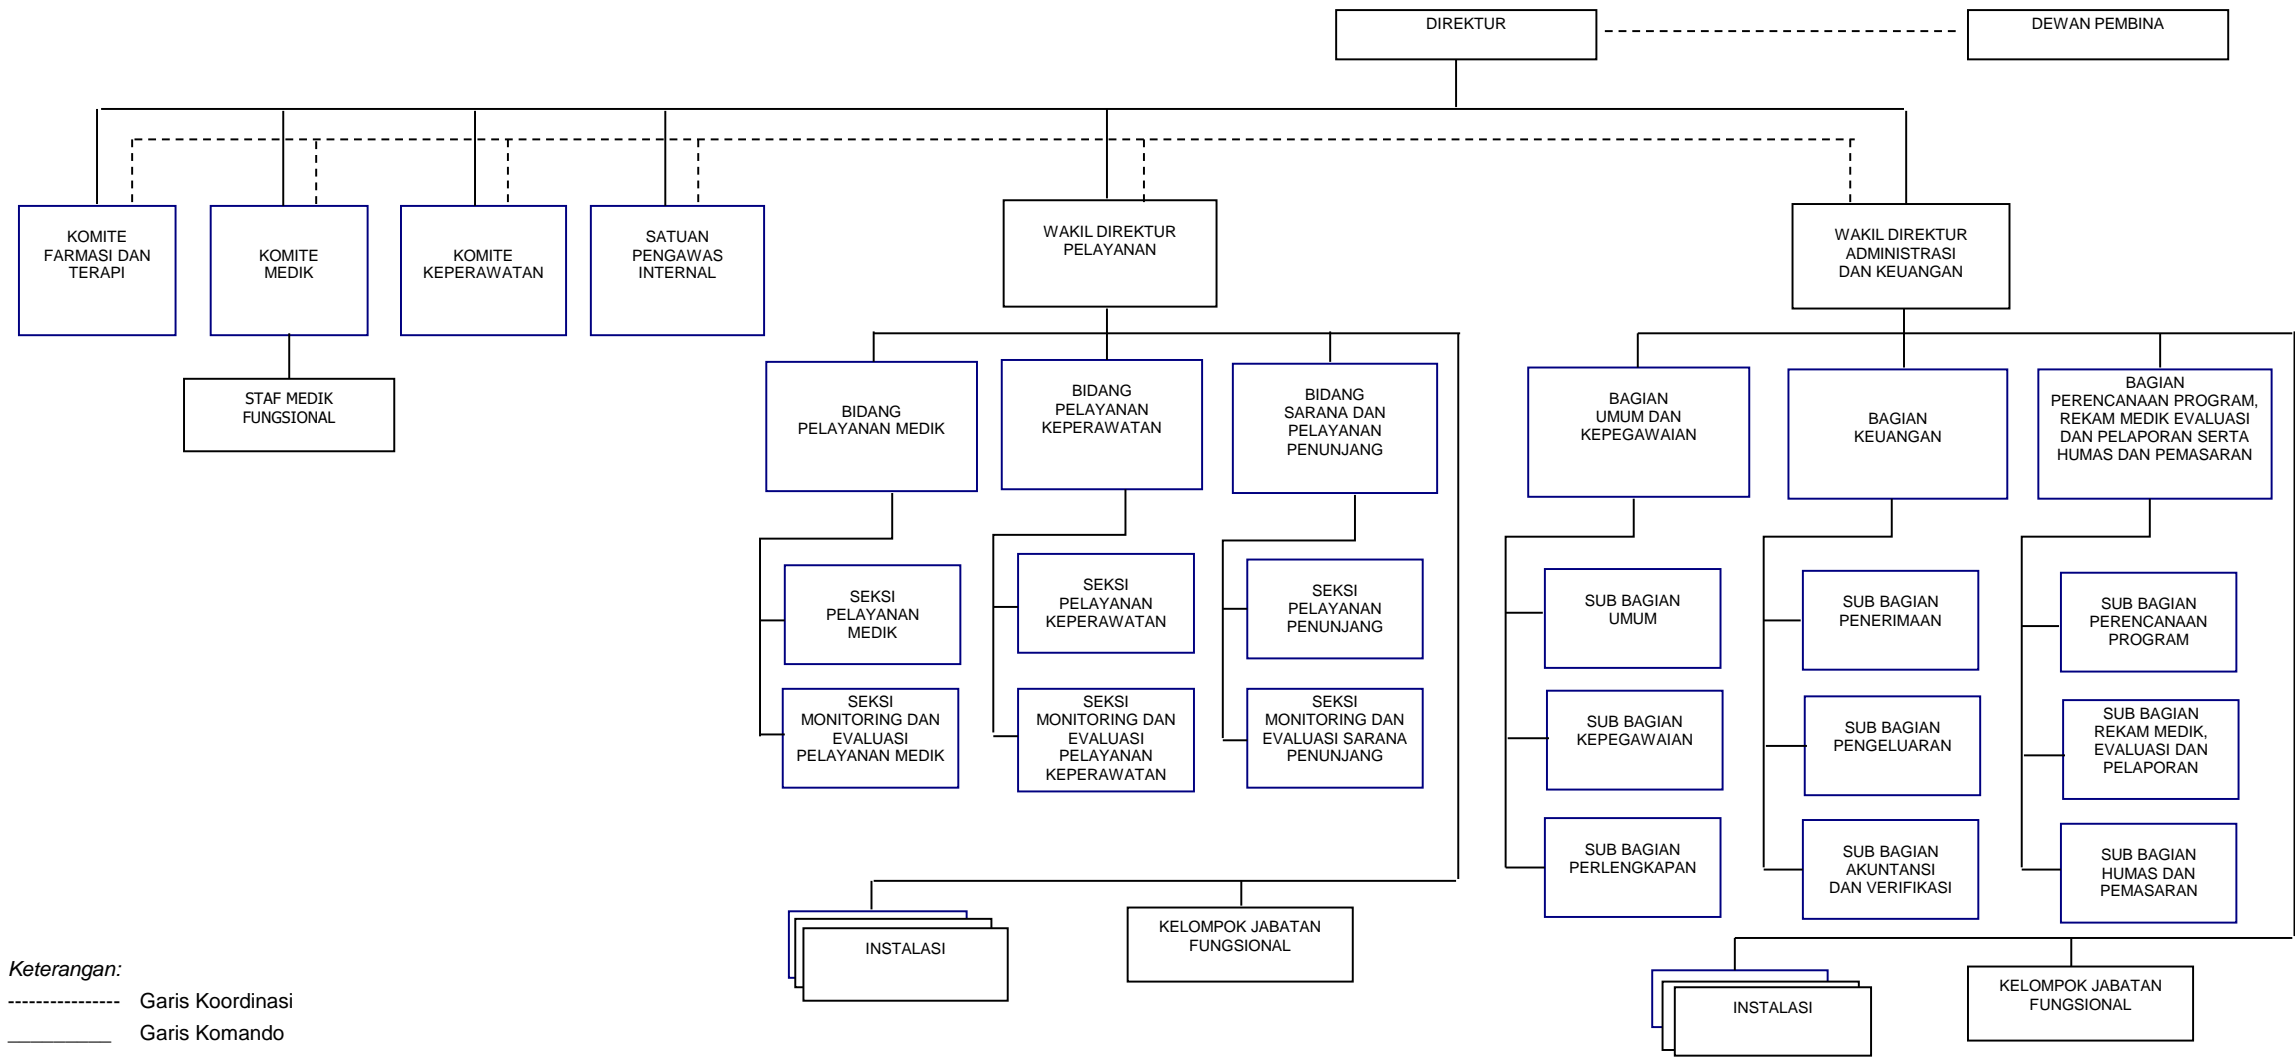 DIREKTUR
DEWAN PEMBINA
KOMITE
FARMASI DAN
TERAPI
KOMITE
MEDIK
KOMITE
KEPERAWATAN
SATUAN
PENGAWAS
INTERNAL
WAKIL DIREKTUR
PELAYANAN
WAKIL DIREKTUR
ADMINISTRASI
DAN KEUANGAN
STAF MEDIK
FUNGSIONAL
BIDANG
PELAYANAN MEDIK
BIDANG
PELAYANAN
KEPERAWATAN
BIDANG
SARANA DAN
PELAYANAN
PENUNJANG
BAGIAN
UMUM DAN
KEPEGAWAIAN
BAGIAN
KEUANGAN
BAGIAN
PERENCANAAN PROGRAM,
REKAM MEDIK EVALUASI
DAN PELAPORAN SERTA
HUMAS DAN PEMASARAN
SEKSI
PELAYANAN
MEDIK
SEKSI
PELAYANAN
KEPERAWATAN
SEKSI
PELAYANAN
PENUNJANG
SUB BAGIAN
UMUM
SUB BAGIAN
PENERIMAAN
SUB BAGIAN
PERENCANAAN
PROGRAM
SEKSI
MONITORING DAN
EVALUASI
PELAYANAN MEDIK
SEKSI
MONITORING DAN
EVALUASI
PELAYANAN
KEPERAWATAN
SEKSI
MONITORING DAN
EVALUASI SARANA
PENUNJANG
SUB BAGIAN
KEPEGAWAIAN
SUB BAGIAN
PENGELUARAN
SUB BAGIAN
REKAM MEDIK,
EVALUASI DAN
PELAPORAN
SUB BAGIAN
PERLENGKAPAN
SUB BAGIAN
AKUNTANSI
DAN VERIFIKASI
SUB BAGIAN
HUMAS DAN
PEMASARAN
INSTALASI
KELOMPOK JABATAN
FUNGSIONAL
INSTALASI
KELOMPOK JABATAN
FUNGSIONAL
Keterangan:
Garis Koordinasi
Garis Komando